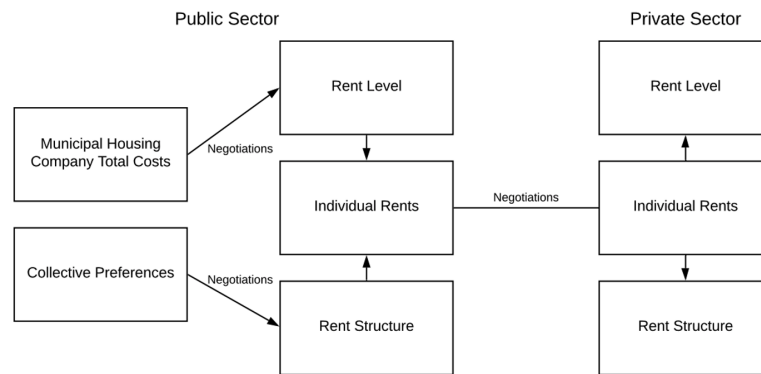 Public Sector
Private Sector
Rent Level
Rent Level
Municipal Housing
Company Total Costs
Negotiations
Individual Rents
Negotiations
Individual Rents
Collective Preferences
Negotiations
Rent Structure
Rent Structure